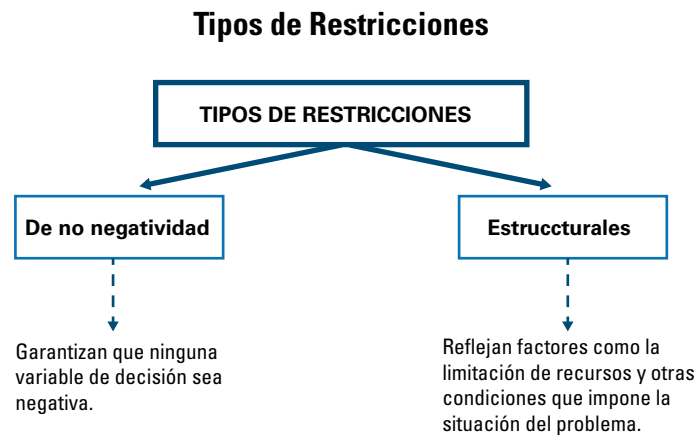 Tipos de Restricciones
TIPOS DE RESTRICCIONES
De no negatividad
Estruccturales
Garantizan que ninguna
variable de decisión sea
negativa.
Reflejan factores como la
limitación de recursos y otras
condiciones que impone la
situación del problema.